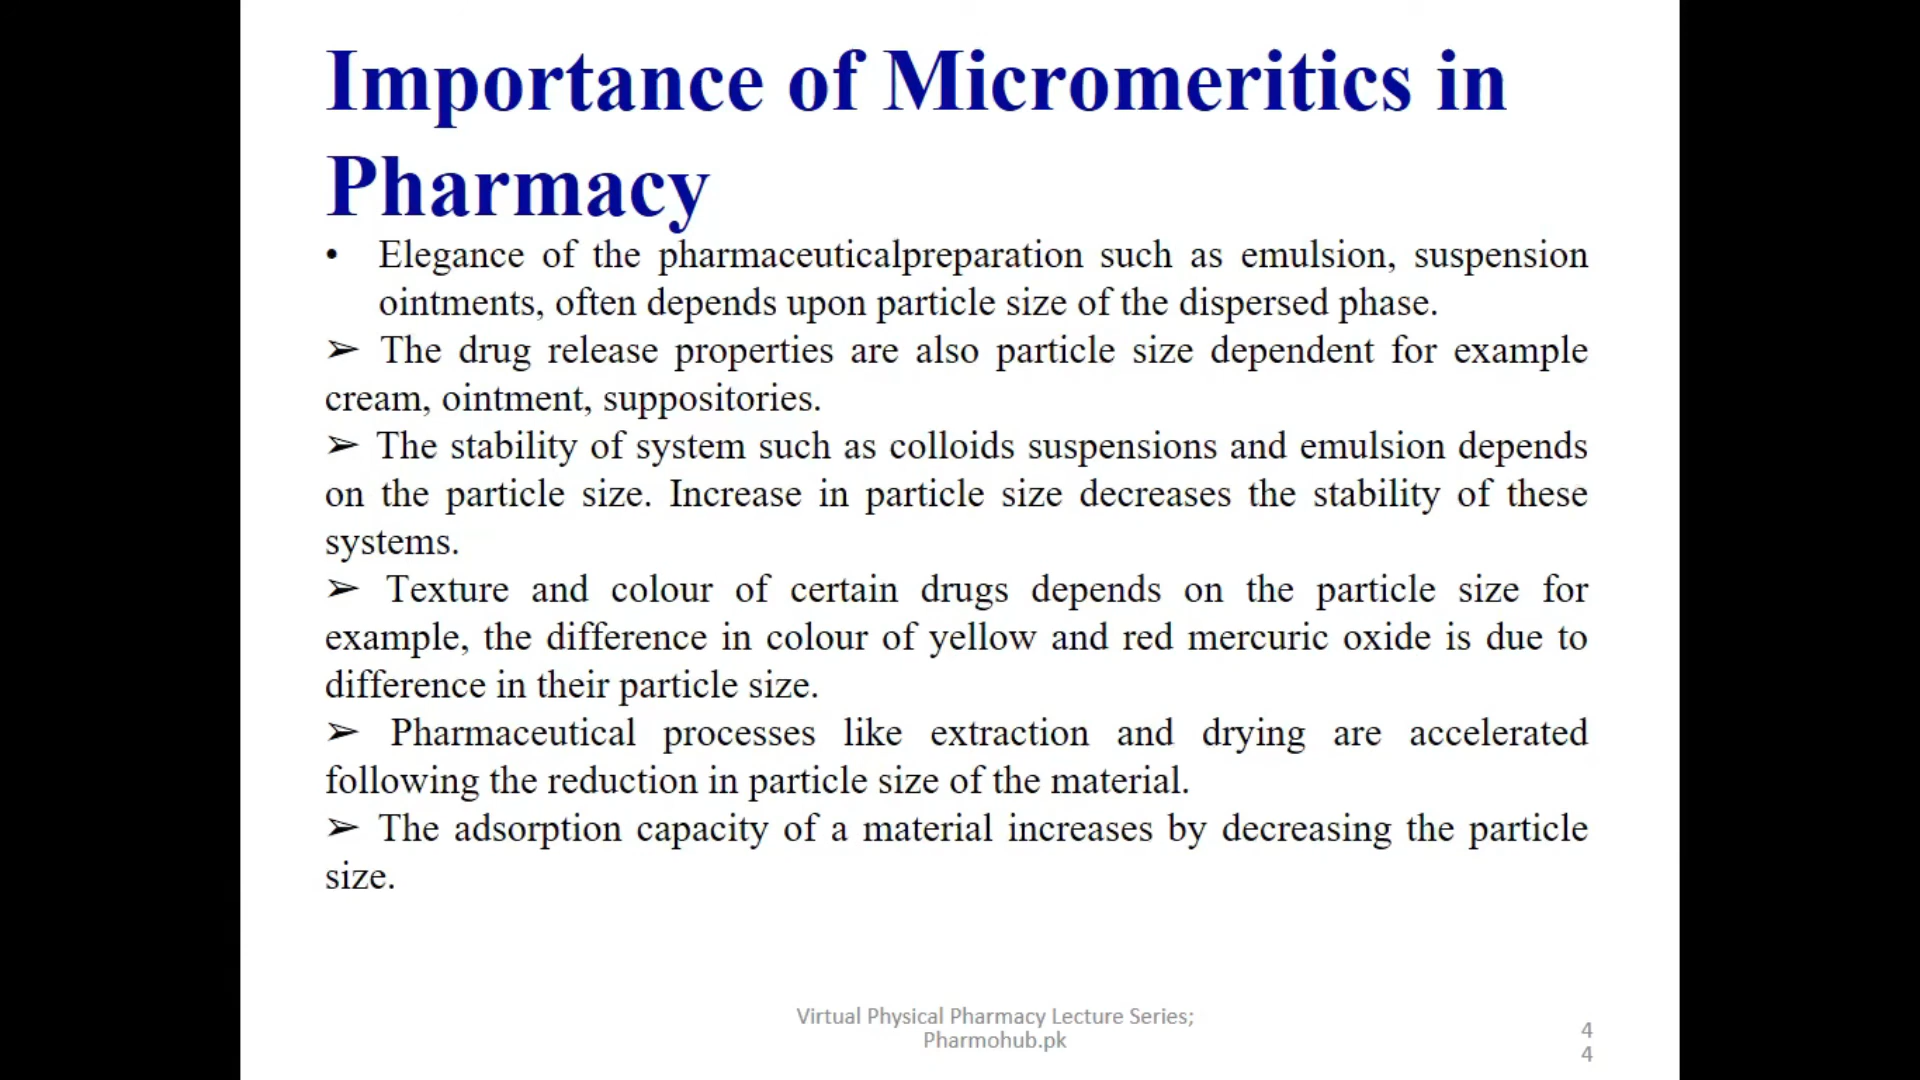 Importance of Micromeritics in
Pharmacy
• Elegance of the pharmaceuticalpreparation such as emulsion, suspension
ointments, often depends upon particle size of the dispersed phase.
➢ The drug release properties are also particle size dependent for example
cream, ointment, suppositories.
➢ The stability of system such as colloids suspensions and emulsion depends
on the particle size. Increase in particle size decreases the stability of these
systems.
➢ Texture and colour of certain drugs depends on the particle size for
example, the difference in colour of yellow and red mercuric oxide is due to
difference in their particle size.
➢ Pharmaceutical processes like extraction and drying are accelerated
following the reduction in particle size of the material.
➢ The adsorption capacity of a material increases by decreasing the particle
size.
Virtual Physical Pharmacy Lecture Series;
Pharmohub.pk
4
4